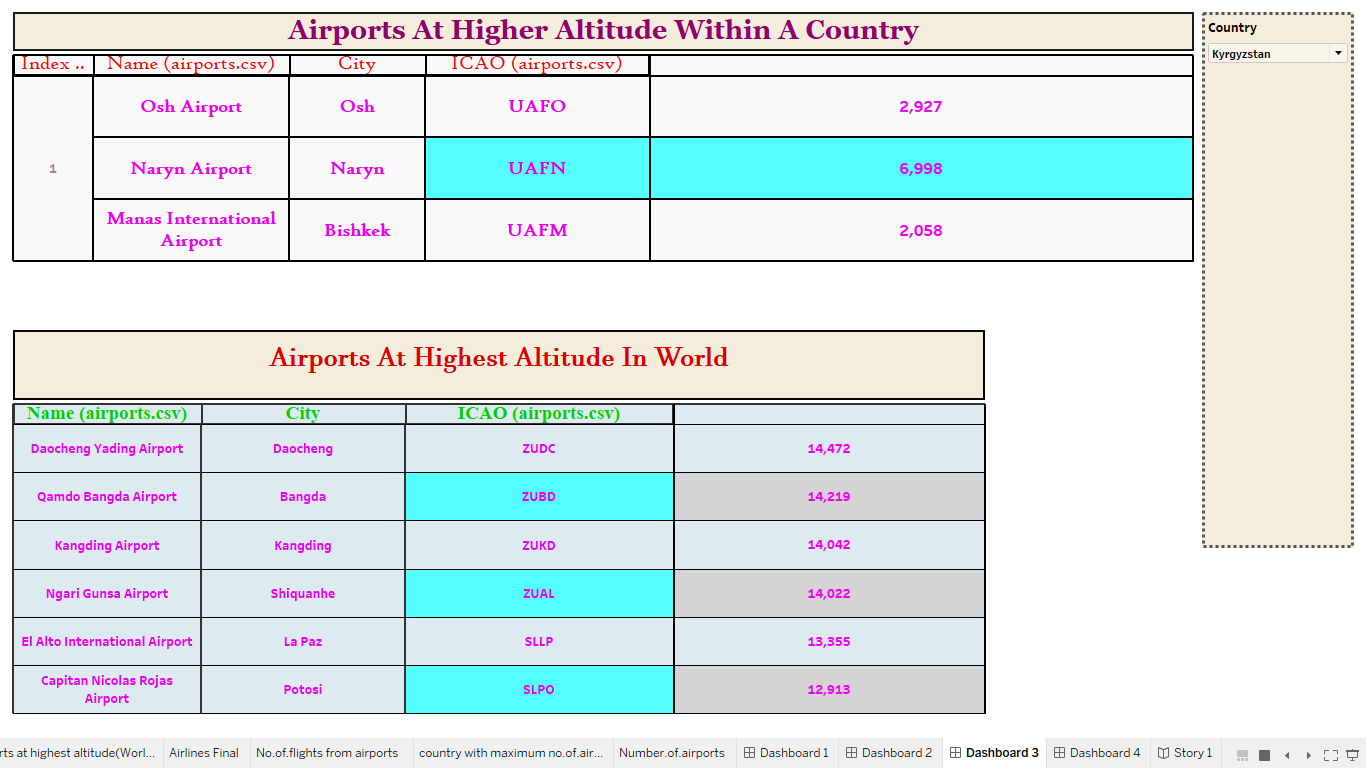 Airports At Higher Altitude Within A Country
Country
Kyrgyzstan
Index .. Name (airports.csv) City ICAO (airports.csv)
1
Osh Airport Osh UAFO 2,927
Naryn Airport Naryn UAFN 6,998
Manas International
Airport Bishkek UAFM 2,058
Airports At Highest Altitude In World
Name (airports.csv) City ICAO (airports.csv)
Daocheng Yading Airport Daocheng ZUDC 14,472
Qamdo Bangda Airport Bangda ZUBD 14,219
Kangding Airport Kangding ZUKD 14,042
Ngari Gunsa Airport Shiquanhe ZUAL 14,022
El Alto International Airport La Paz SLLP 13,355
Capitan Nicolas Rojas
Airport Potosi SLPO 12,913
rts at highest altitude(Worl... Airlines Final No.of.flights from airports country with maximum no.of.air... Number.of.airports Dashboard 1 Dashboard 2 Dashboard 3 Dashboard 4 Story 1